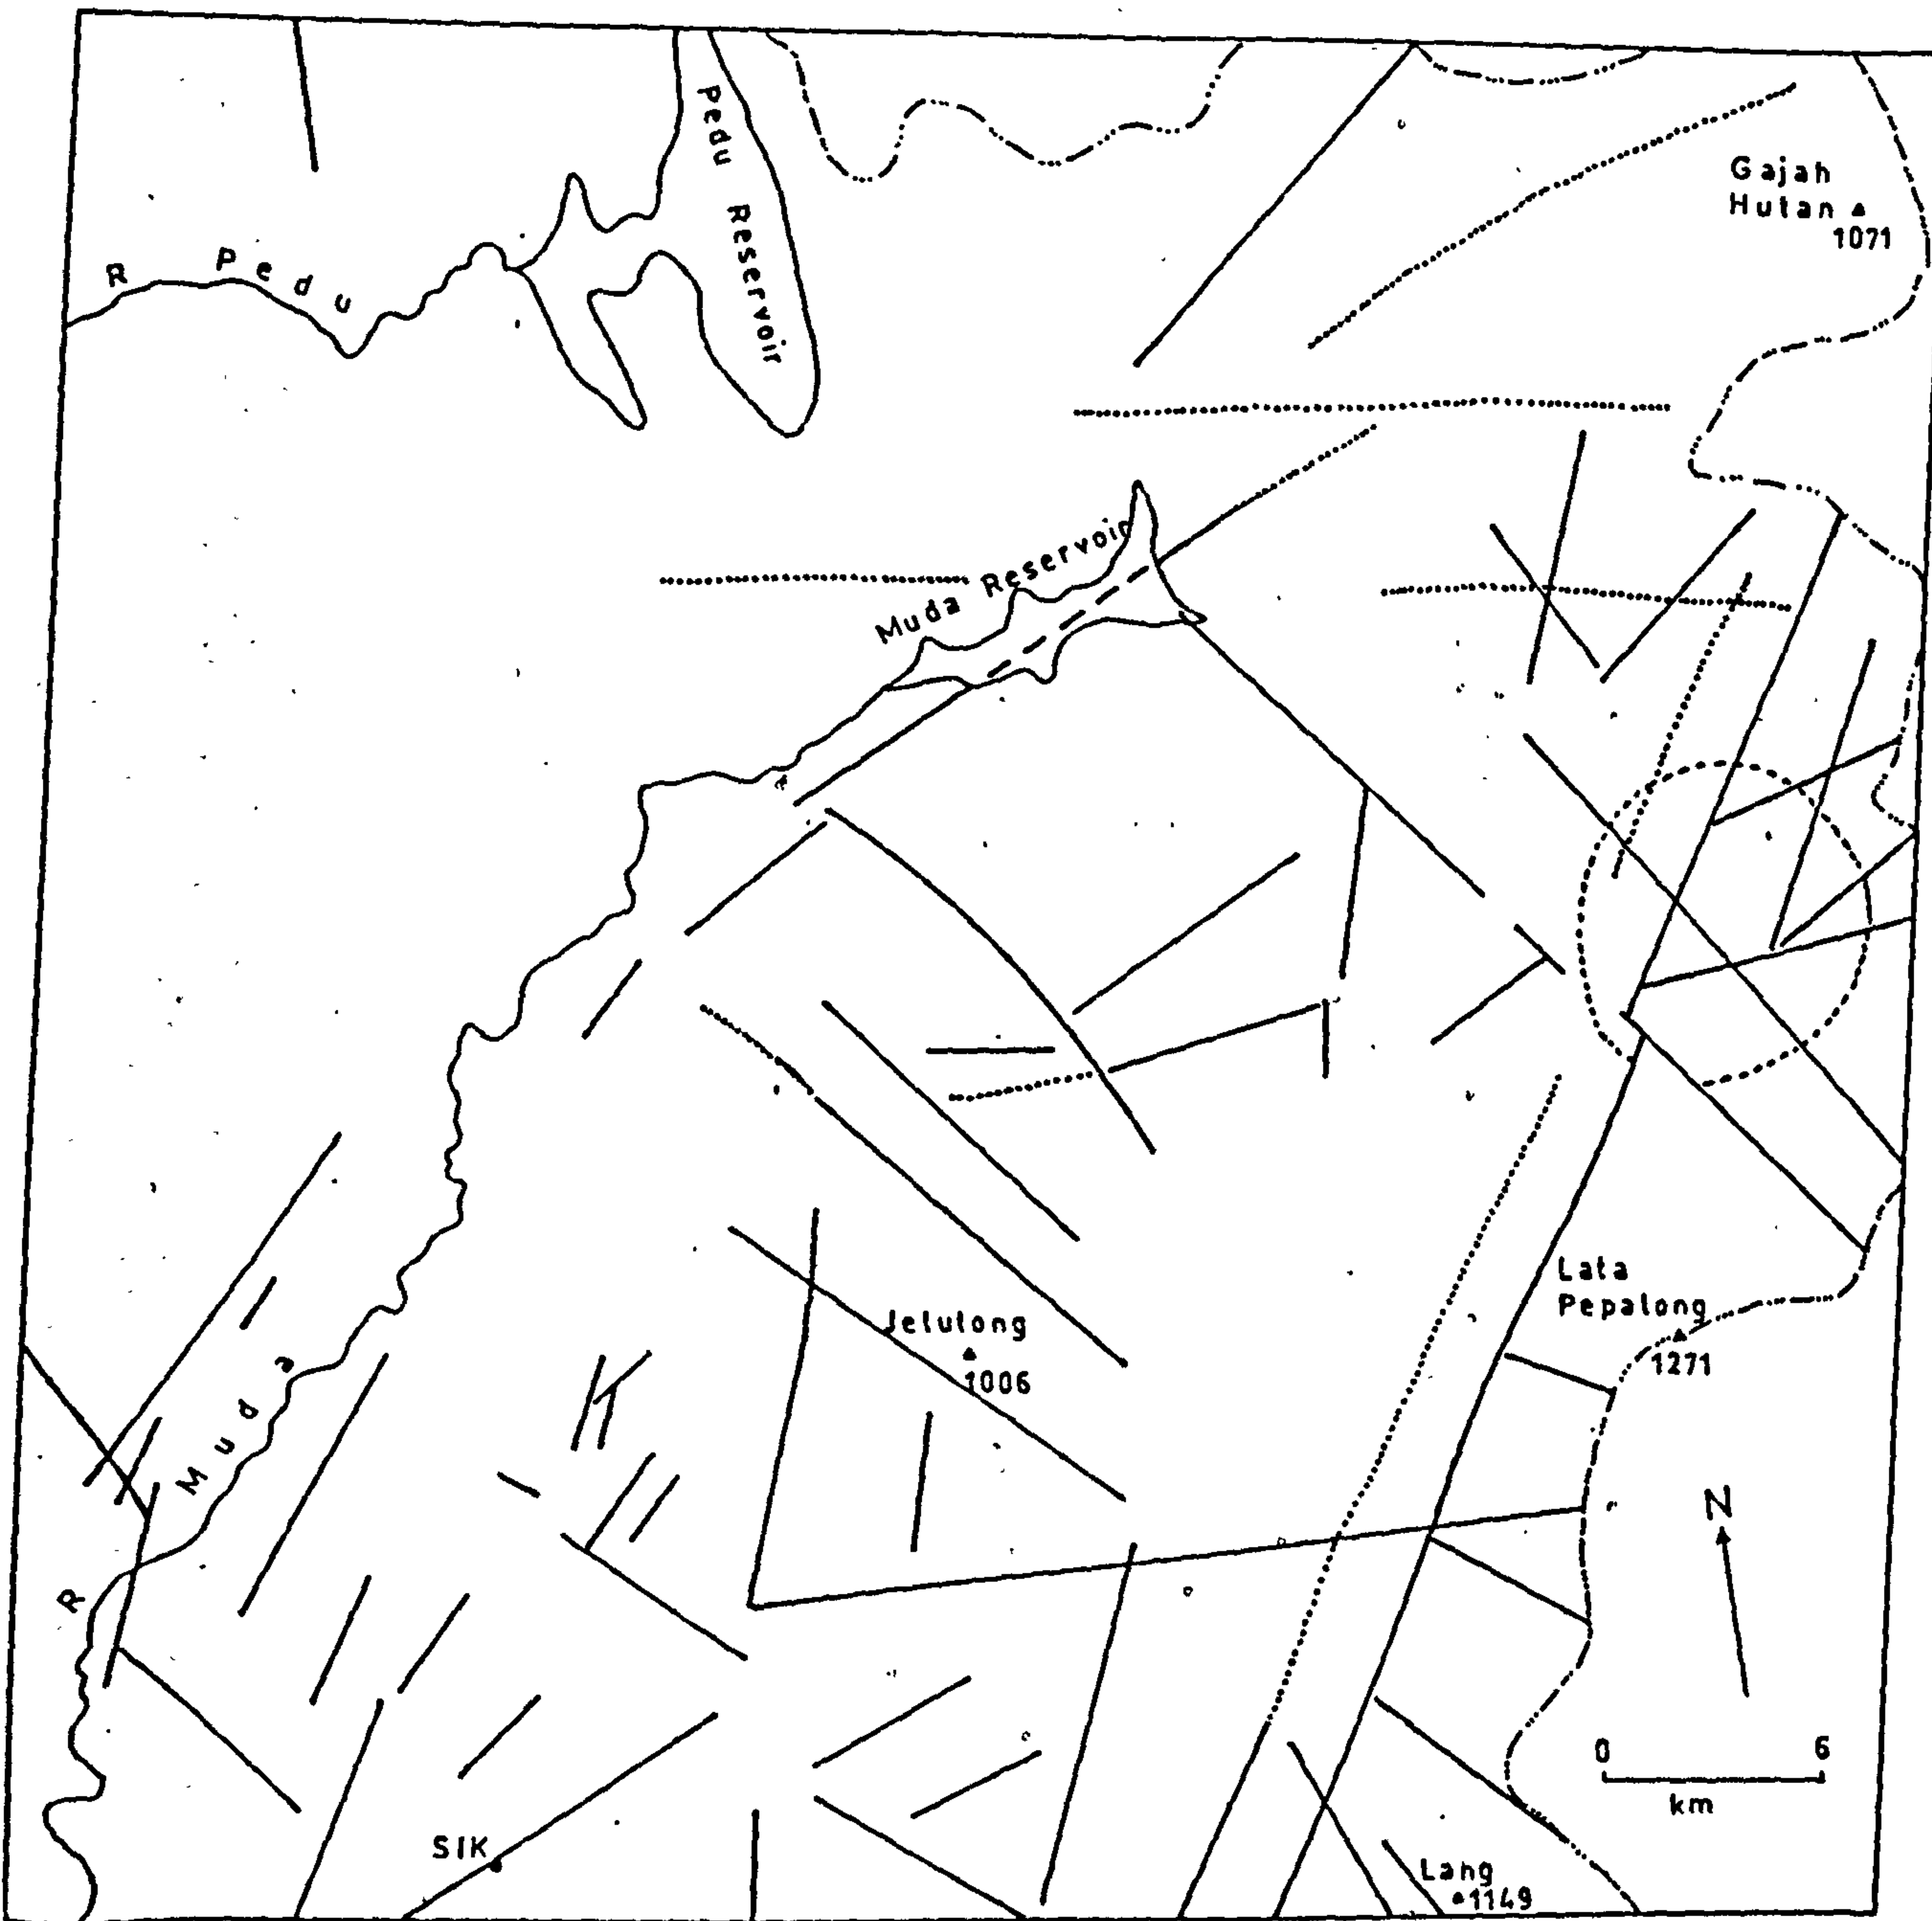 Pedu Reservoir
Gajah
Hutan
1071
R Pedu
Muda Reservoir
Lata
Pepalong
1271
Jelutong
1006
R Muda
N
0 6
km
SIK
Lang
1149